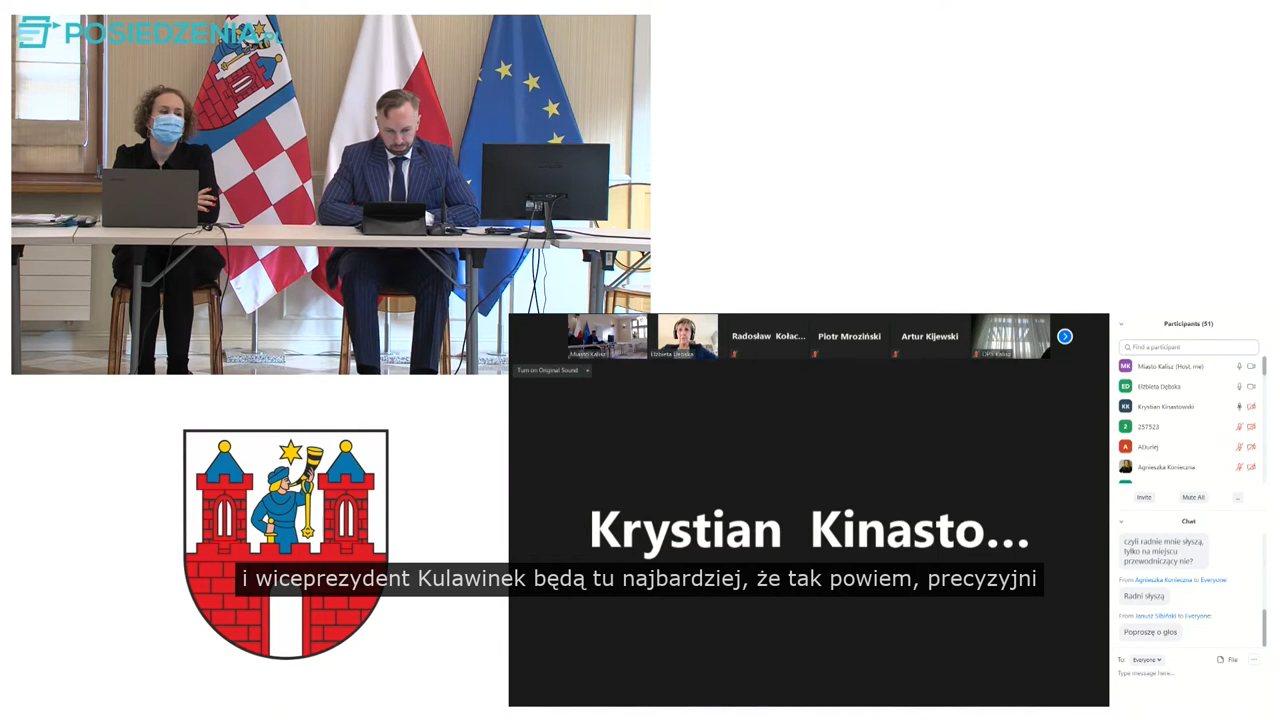 POSIEDZENIA.PL
Miasto Kalisz
Elżbieta Dębska
Radosław Kołac...
Piotr Mroziński
Artur Kijewski
DPS Kalisz
Turn on Original Sound
Krystian Kinasto...
i wiceprezydent Kulawinek będą tu najbardziej, że tak powiem, precyzyjni
Participants (51)
Find a participant
MK Miasto Kalisz (Host, me)
ED Elżbieta Dębska
KK Krystian Kinastowski
2 257523
A ADurlej
Agnieszka Konieczna
Invite
Mute All
...
Chat
czyli radnie mnie słyszą,
tylko na miejscu
przewodniczący nie?
From Agnieszka Konieczna to Everyone:
Radni słyszą
From Janusz Sibiński to Everyone:
Poproszę o głos
To: Everyone
File
Type message here...